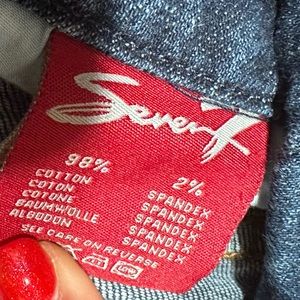 Seven7
98% 2%
COTTON SPANDEX
COTON SPANDEX
COTONE SPANDEX
BAUMWOLLE SPANDEX
ALGODON SPANDEX
SEE CARE ON REVERSE